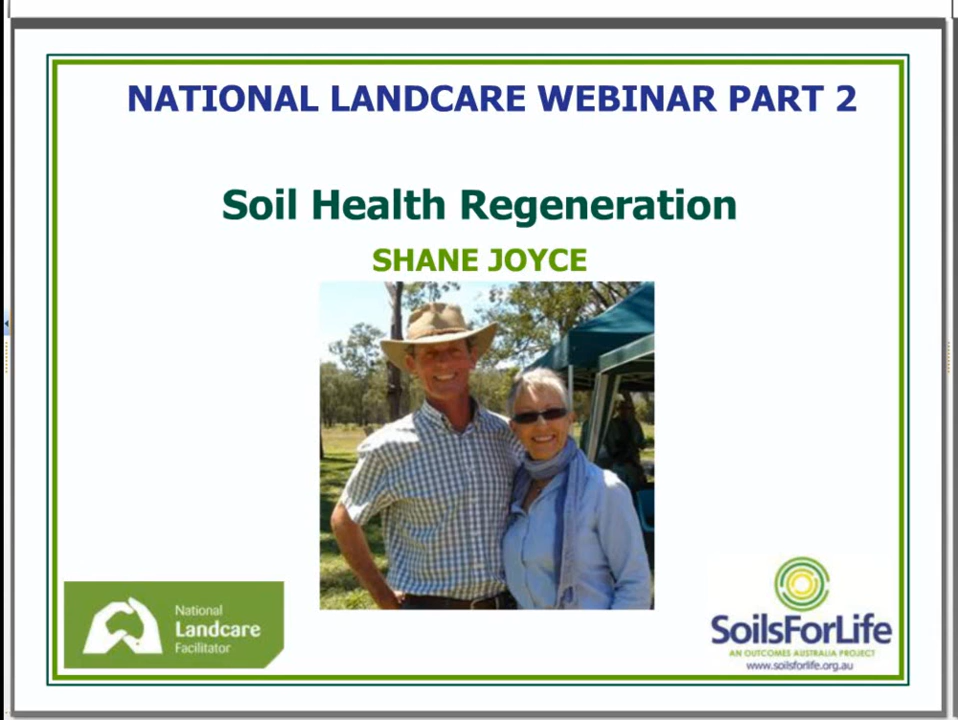 NATIONAL LANDCARE WEBINAR PART 2
Soil Health Regeneration
SHANE JOYCE
National
Landcare
Facilitator
SoilsForLife
AN OUTCOMES AUSTRALIA PROJECT
www.soilsforlife.org.au